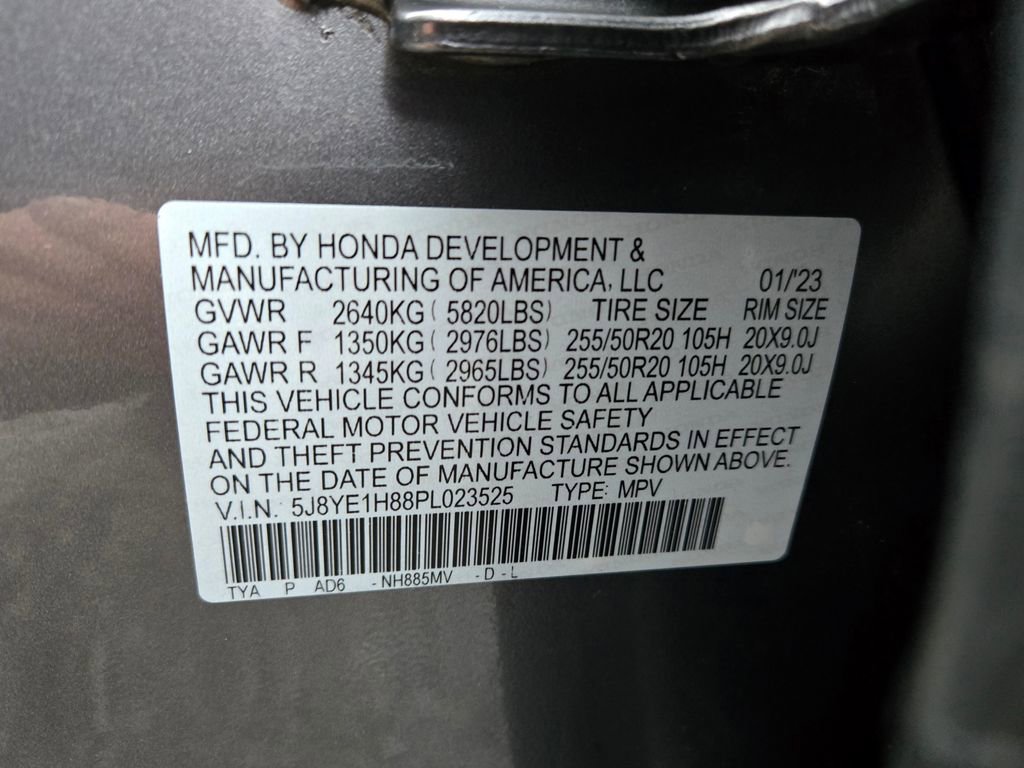 MFD. BY HONDA DEVELOPMENT &
MANUFACTURING OF AMERICA, LLC 01/'23
GVWR 2640KG ( 5820LBS) TIRE SIZE RIM SIZE
GAWR F 1350KG ( 2976LBS) 255/50R20 105H 20X9.0J
GAWR R 1345KG ( 2965LBS) 255/50R20 105H 20X9.0J
THIS VEHICLE CONFORMS TO ALL APPLICABLE
FEDERAL MOTOR VEHICLE SAFETY
AND THEFT PREVENTION STANDARDS IN EFFECT
ON THE DATE OF MANUFACTURE SHOWN ABOVE.
V.I.N.: 5J8YE1H88PL023525 TYPE: MPV
TYA P AD6 -NH885MV -D-L